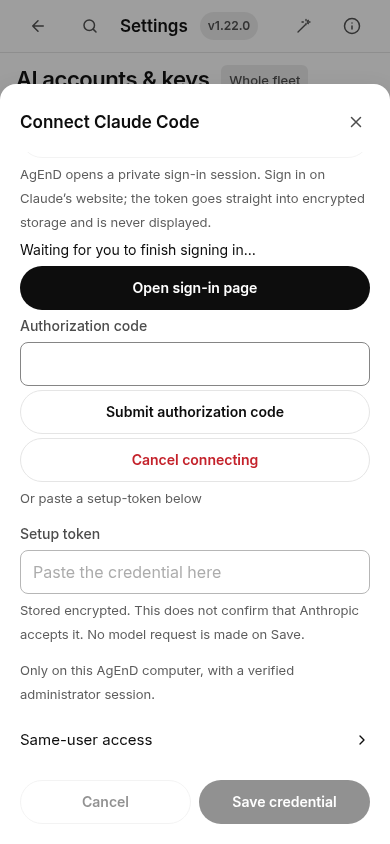 Settings
v1.22.0
AI accounts & keys
Whole fleet
Connect Claude Code
AgEnD opens a private sign-in session. Sign in on
Claude's website; the token goes straight into encrypted
storage and is never displayed.
Waiting for you to finish signing in...
Open sign-in page
Authorization code
Submit authorization code
Cancel connecting
Or paste a setup-token below
Setup token
Paste the credential here
Stored encrypted. This does not confirm that Anthropic
accepts it. No model request is made on Save.
Only on this AgEnD computer, with a verified
administrator session.
Same-user access
Cancel
Save credential